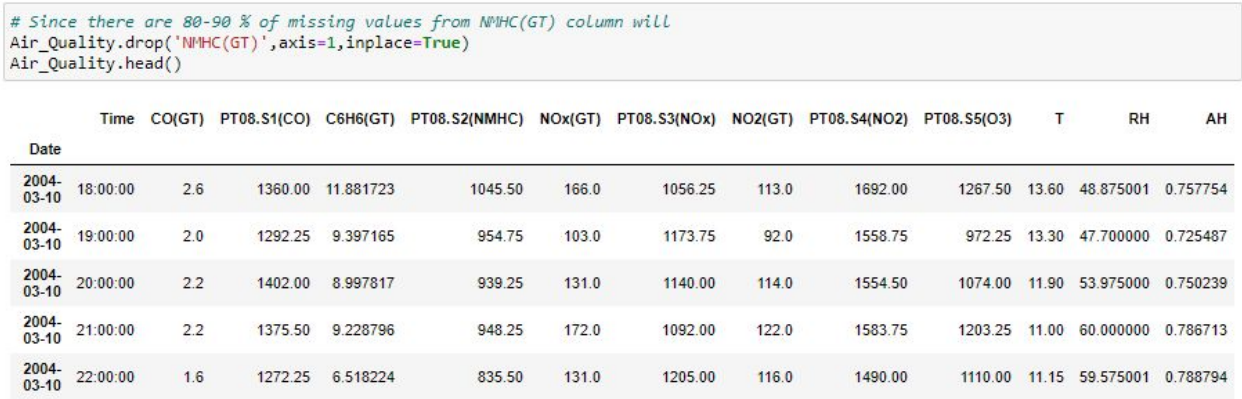 # Since there are 80-90 % of missing values from NMHC(GT) column will
Air_Quality.drop('NMHC(GT)',axis=1,inplace=True)
Air_Quality.head()
Time CO(GT) PT08.S1(CO) C6H6(GT) PT08.S2(NMHC) NOx(GT) PT08.S3(NOx) NO2(GT) PT08.S4(NO2) PT08.S5(O3) T RH AH
Date
2004-03-10 18:00:00 2.6 1360.00 11.881723 1045.50 166.0 1056.25 113.0 1692.00 1267.50 13.60 48.875001 0.757754
2004-03-10 19:00:00 2.0 1292.25 9.397165 954.75 103.0 1173.75 92.0 1558.75 972.25 13.30 47.700000 0.725487
2004-03-10 20:00:00 2.2 1402.00 8.997817 939.25 131.0 1140.00 114.0 1554.50 1074.00 11.90 53.975000 0.750239
2004-03-10 21:00:00 2.2 1375.50 9.228796 948.25 172.0 1092.00 122.0 1583.75 1203.25 11.00 60.000000 0.786713
2004-03-10 22:00:00 1.6 1272.25 6.518224 835.50 131.0 1205.00 116.0 1490.00 1110.00 11.15 59.575001 0.788794